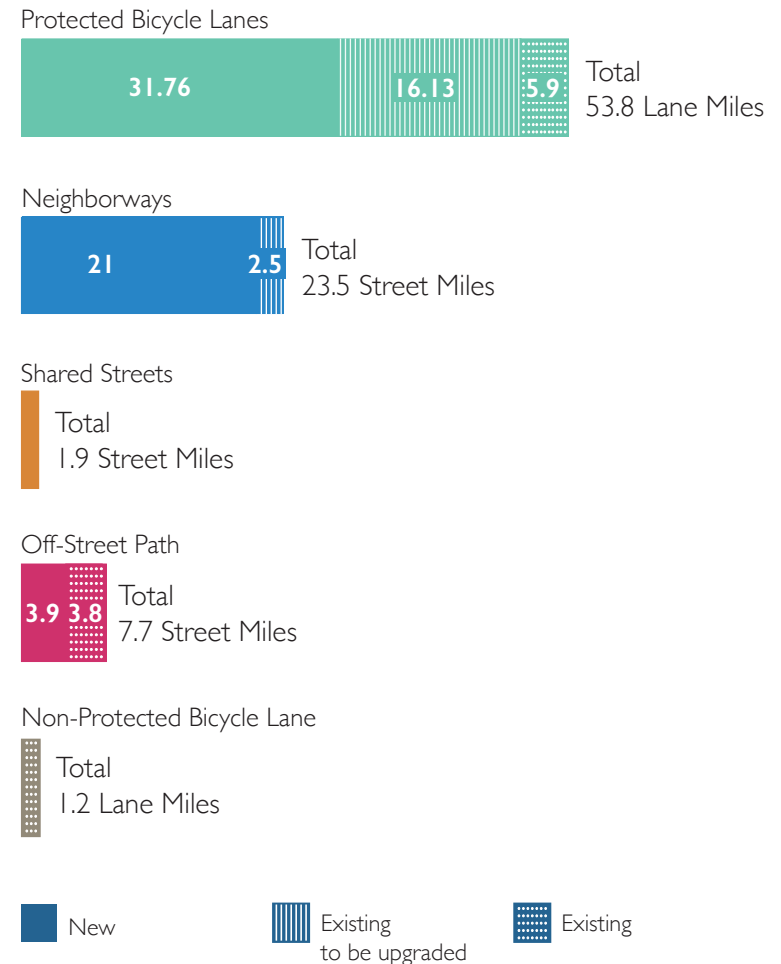 Protected Bicycle Lanes
31.76 16.13 5.9
Total
53.8 Lane Miles
Neighborways
21 2.5
Total
23.5 Street Miles
Shared Streets
Total
1.9 Street Miles
Off-Street Path
3.9 3.8
Total
7.7 Street Miles
Non-Protected Bicycle Lane
Total
1.2 Lane Miles
New
Existing
to be upgraded
Existing